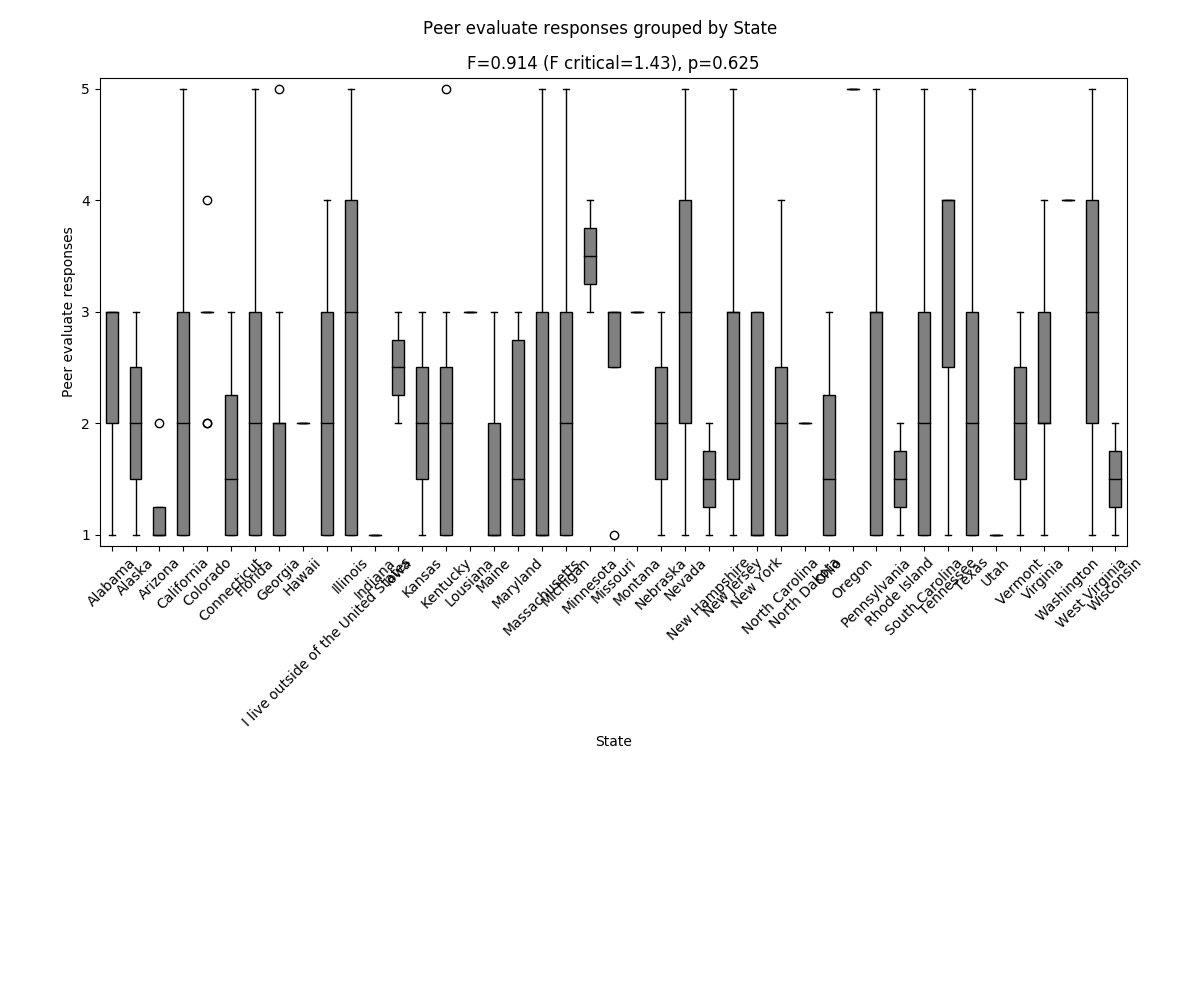 Peer evaluate responses grouped by State
F=0.914 (F critical=1.43), p=0.625
Peer evaluate responses
5
4
3
2
1
Alabama
Alaska
Arizona
California
Colorado
Connecticut
Florida
Georgia
Hawaii
I live outside of the United States
Illinois
Indiana
Iowa
Kansas
Kentucky
Lousiana
Maine
Maryland
Massachusetts
Michigan
Minnesota
Missouri
Montana
Nebraska
Nevada
New Hampshire
New Jersey
New York
North Carolina
North Dakota
Ohio
Oregon
Pennsylvania
Rhode Island
South Carolina
Tennessee
Texas
Utah
Vermont
Virginia
Washington
West Virginia
Wisconsin
State